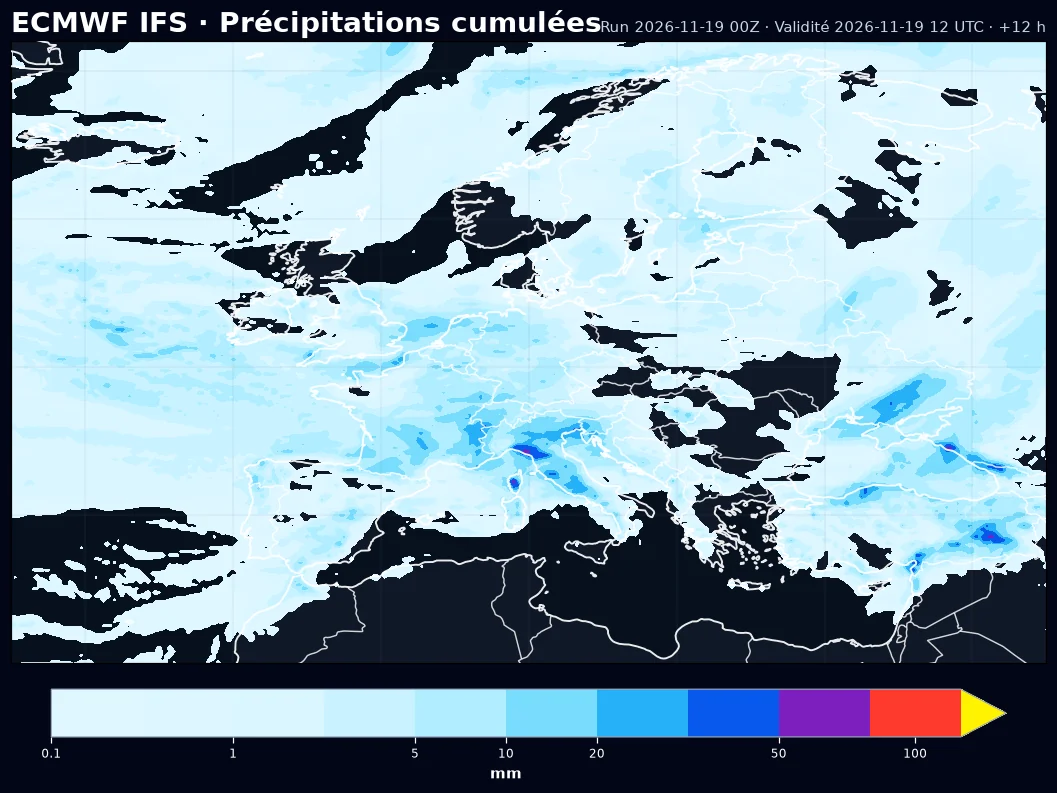 ECMWF IFS · Précipitations cumulées
Run 2026-11-19 00Z · Validité 2026-11-19 12 UTC · +12 h
0.1 1 5 10 20 50 100
mm